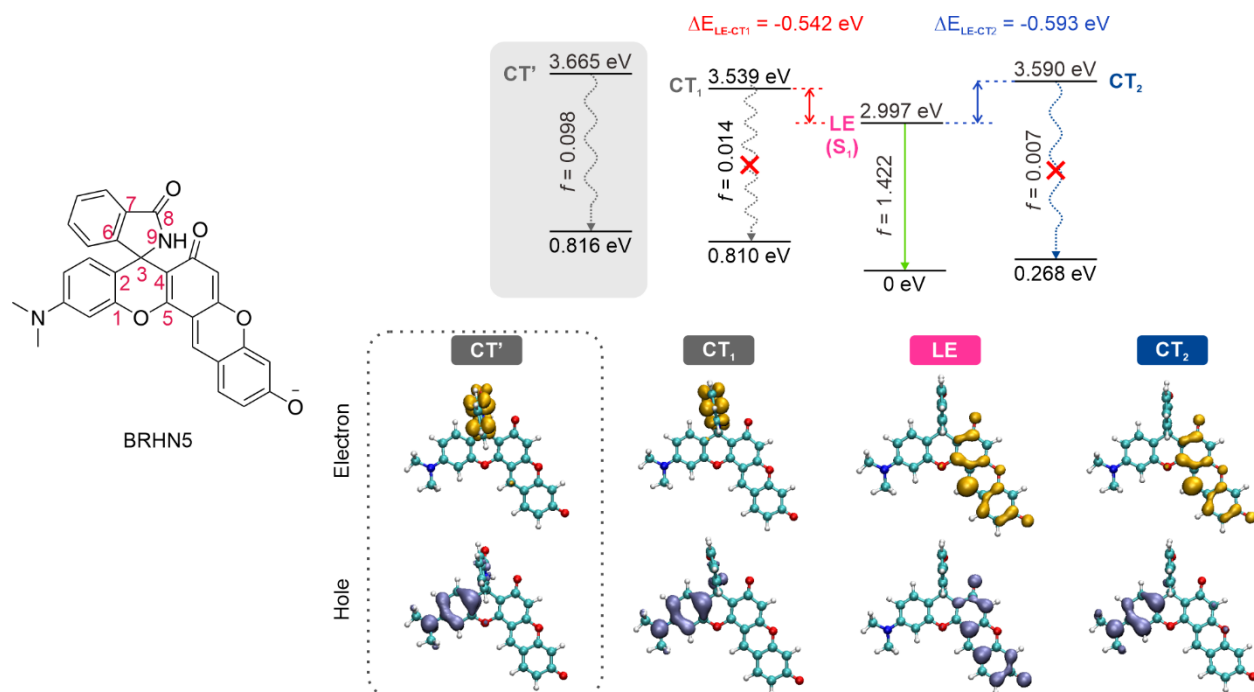 ΔE_LE-CT1 = -0.542 eV
ΔE_LE-CT2 = -0.593 eV
CT'
3.665 eV
f = 0.098
0.816 eV
CT₁
3.539 eV
f = 0.014
0.810 eV
LE
(S₁)
2.997 eV
f = 1.422
0 eV
3.590 eV
CT₂
f = 0.007
0.268 eV
O
7
8
6
9
NH
O
3
2
4
1
5
N
O
O
O
−
BRHN5
CT'
CT₁
LE
CT₂
Electron
Hole